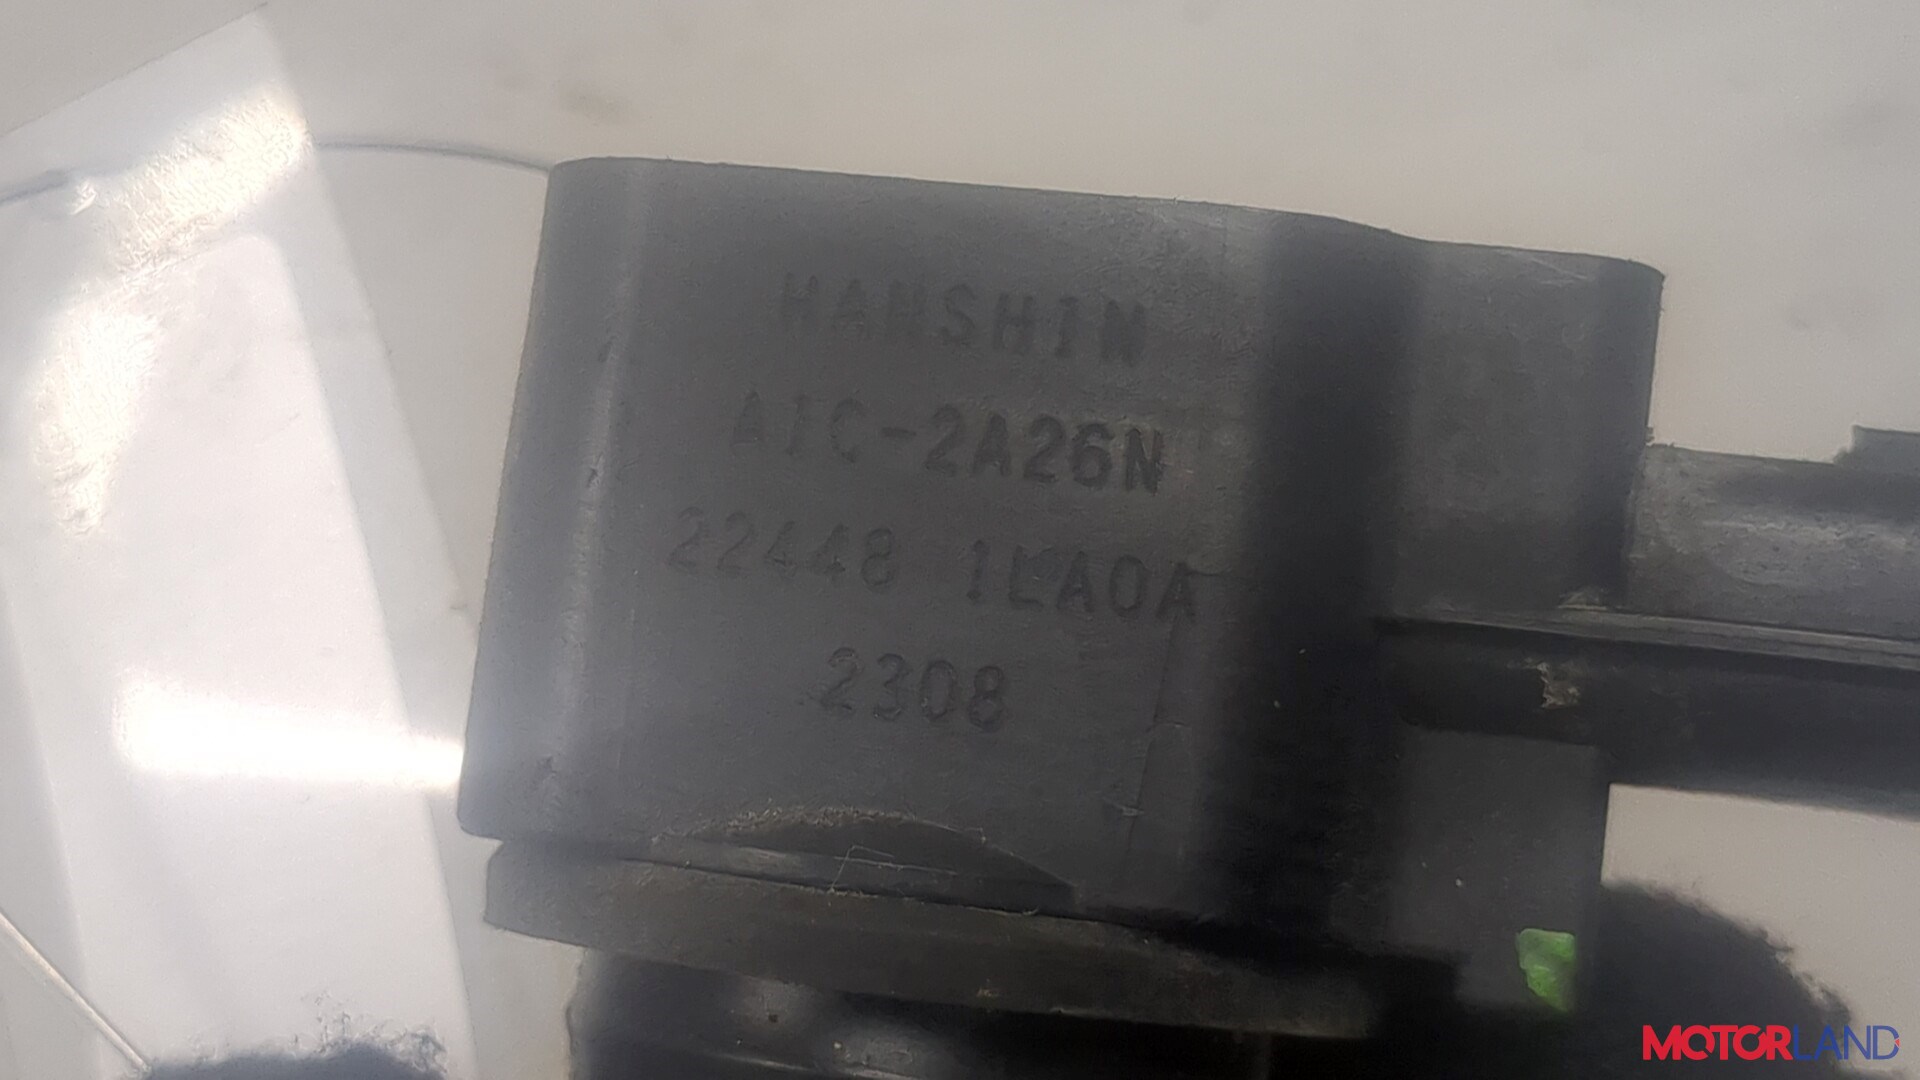 HANSHIN
AIC-2A26N
22448 1LA0A
2308
MOTORLAND